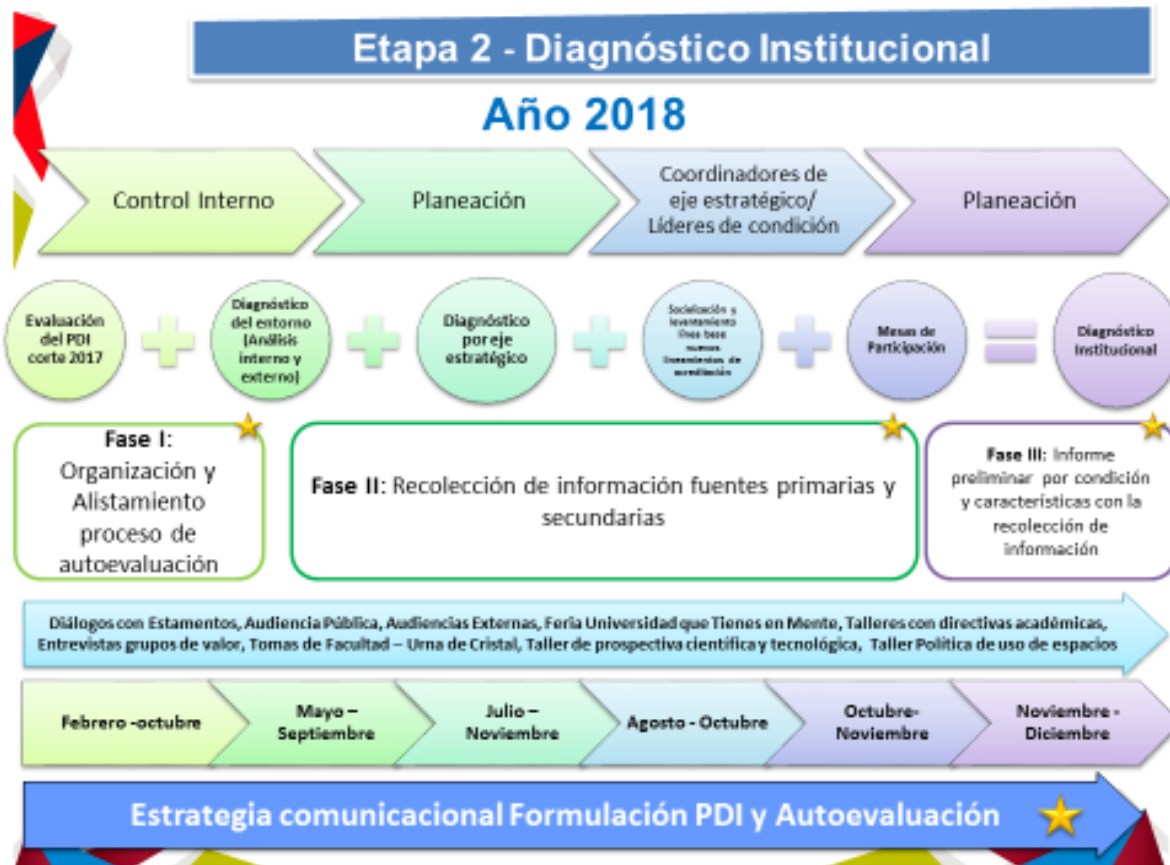 Etapa 2 - Diagnóstico Institucional
Año 2018
Control Interno
Planeación
Coordinadores de
eje estratégico/
Líderes de condición
Planeación
Evaluación
del PDI
corte 2017
Diagnóstico
del entorno
(Análisis
interno y
externo)
Diagnóstico
por eje
estratégico
Socialización y
levantamiento
línea base
nuevos
lineamientos de
acreditación
Mesas de
Participación
Diagnóstico
Institucional
Fase I:
Organización y
Alistamiento
proceso de
autoevaluación
Fase II: Recolección de información fuentes primarias y
secundarias
Fase III: Informe
preliminar por condición
y características con la
recolección de
información
Diálogos con Estamentos, Audiencia Pública, Audiencias Externas, Feria Universidad que Tienes en Mente, Talleres con directivas académicas,
Entrevistas grupos de valor, Tomas de Facultad – Urna de Cristal, Taller de prospectiva científica y tecnológica, Taller Política de uso de espacios
Febrero -octubre
Mayo –
Septiembre
Julio –
Noviembre
Agosto - Octubre
Octubre-
Noviembre
Noviembre -
Diciembre
Estrategia comunicacional Formulación PDI y Autoevaluación